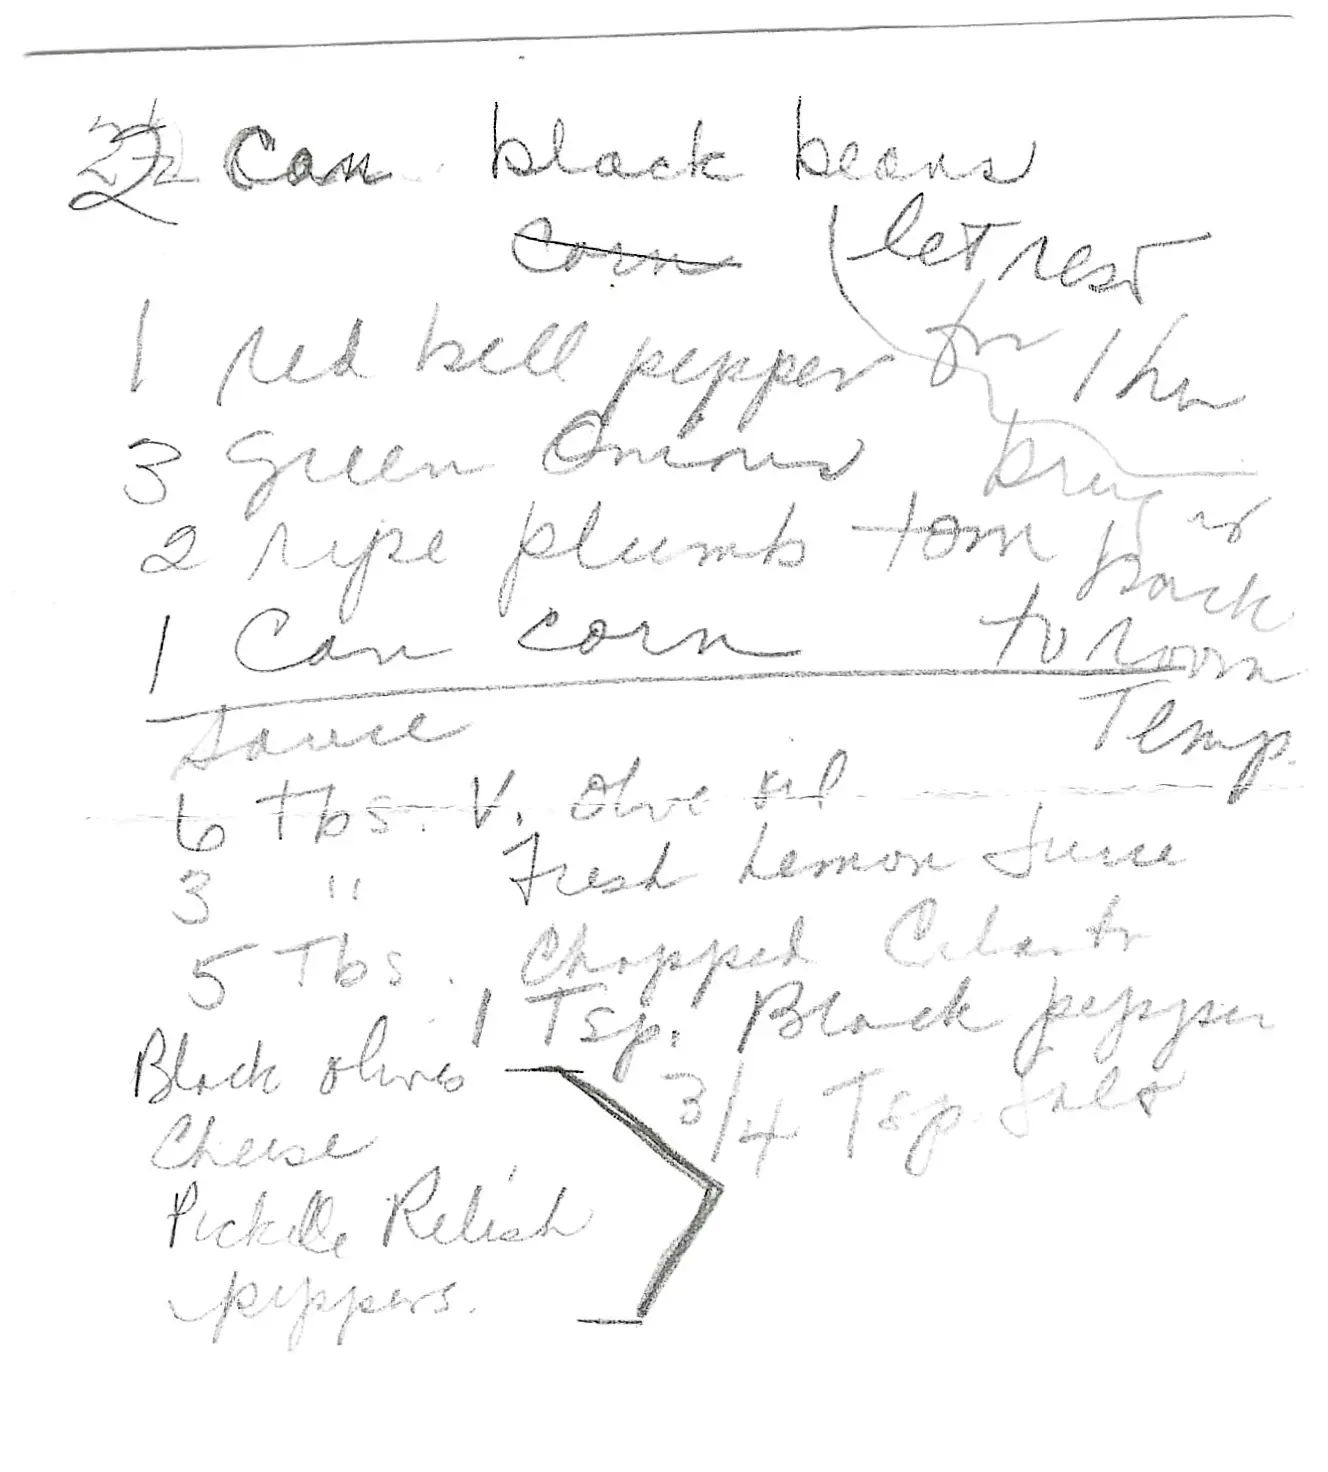 2 Can black beans
corn
let rest
for 1 hr
bring it
back
to room
Temp.
1 red bell pepper
3 green onions
2 ripe plumb tom
1 Can corn
Sauce
6 Tbs. V. olive oil
3 " Fresh Lemon Juice
5 Tbs. Chopped Cilantr
1 Tsp. Black pepper
3/4 Tsp. Salt
Black olives
Cheese
Pickle Relish
peppers.